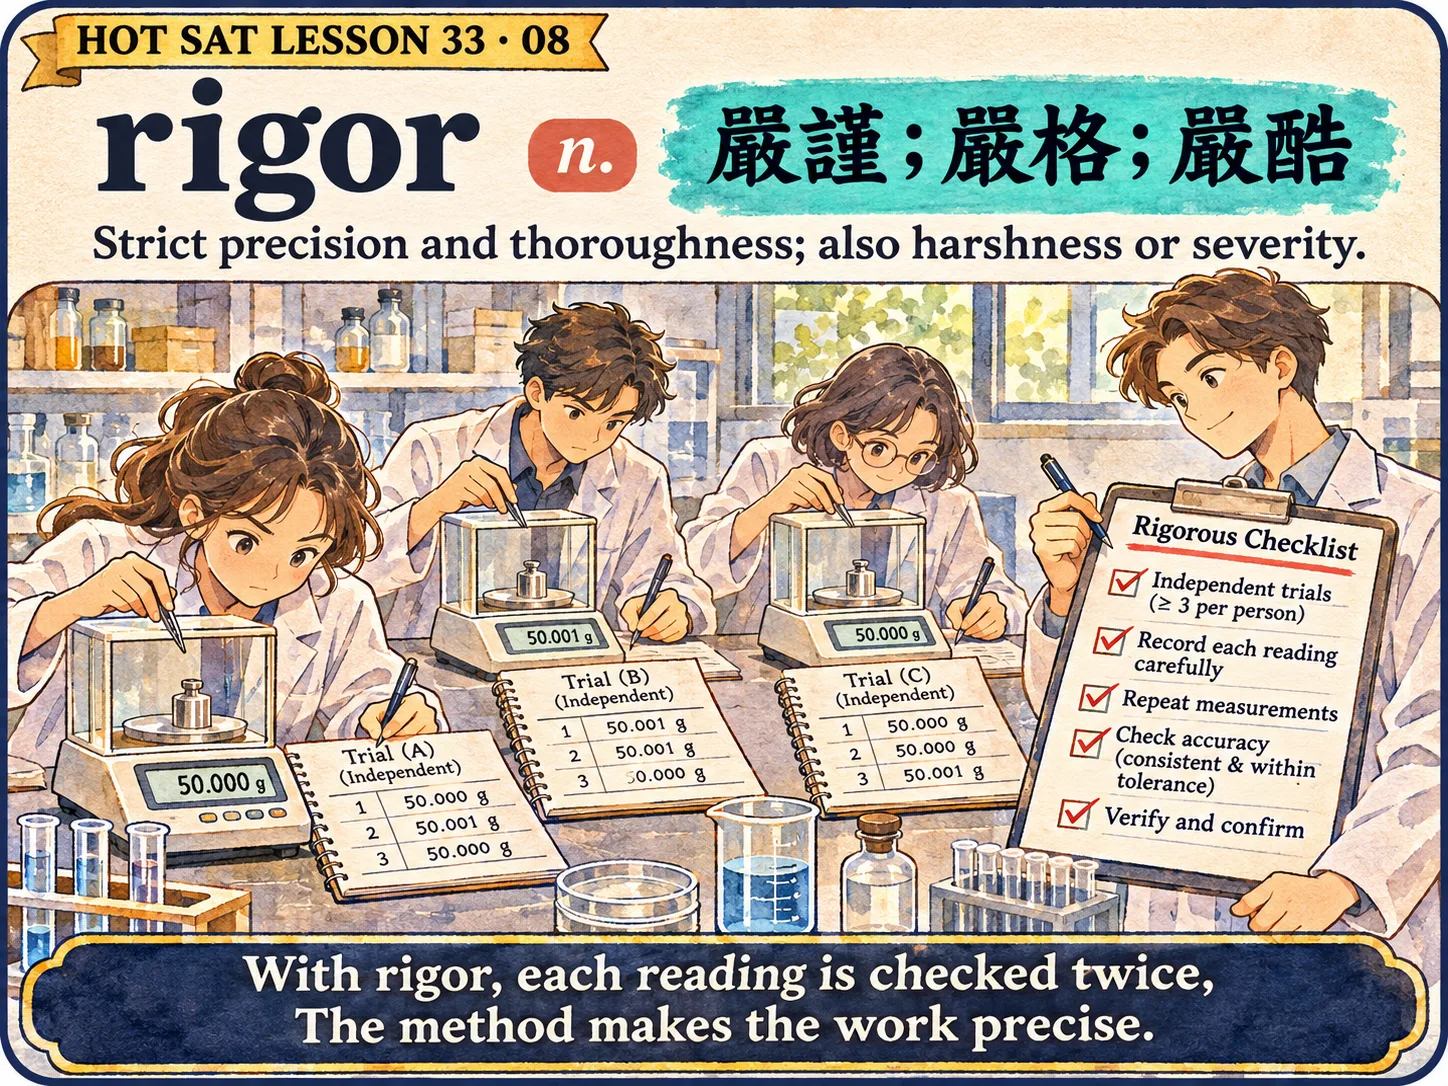 HOT SAT LESSON 33 · 08
rigor n. 嚴謹；嚴格；嚴酷
Strict precision and thoroughness; also harshness or severity.
50.000 g
50.001 g
50.000 g
Trial (A)
(Independent)
1 50.000 g
2 50.001 g
3 50.000 g
Trial (B)
(Independent)
1 50.001 g
2 50.001 g
3 50.000 g
Trial (C)
(Independent)
1 50.000 g
2 50.000 g
3 50.001 g
Rigorous Checklist
Independent trials
(≥ 3 per person)
Record each reading
carefully
Repeat measurements
Check accuracy
(consistent & within
tolerance)
Verify and confirm
With rigor, each reading is checked twice,
The method makes the work precise.